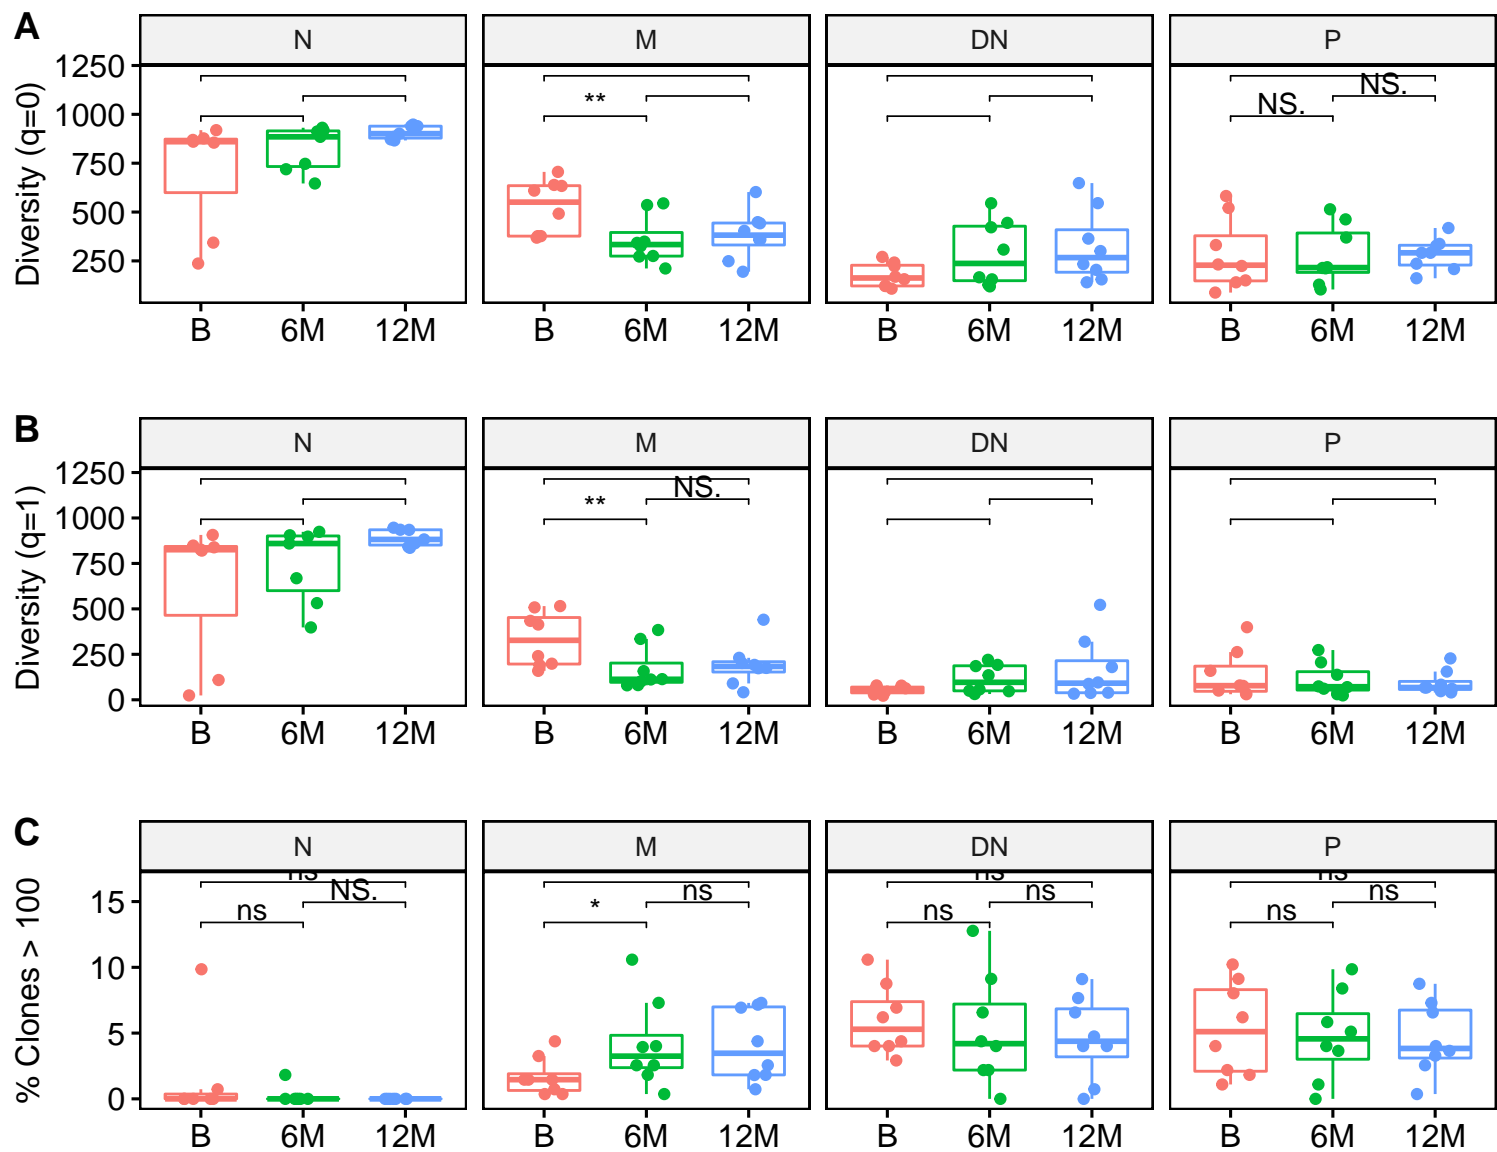 A
N M DN P
Diversity (q=0)
1250
1000
750
500
250
**
NS.
NS.
B 6M 12M B 6M 12M B 6M 12M B 6M 12M
B
N M DN P
Diversity (q=1)
1250
1000
750
500
250
0
NS.
**
B 6M 12M B 6M 12M B 6M 12M B 6M 12M
C
N M DN P
% Clones > 100
15
10
5
0
ns ns ns
NS. ns ns ns
ns * ns ns
B 6M 12M B 6M 12M B 6M 12M B 6M 12M